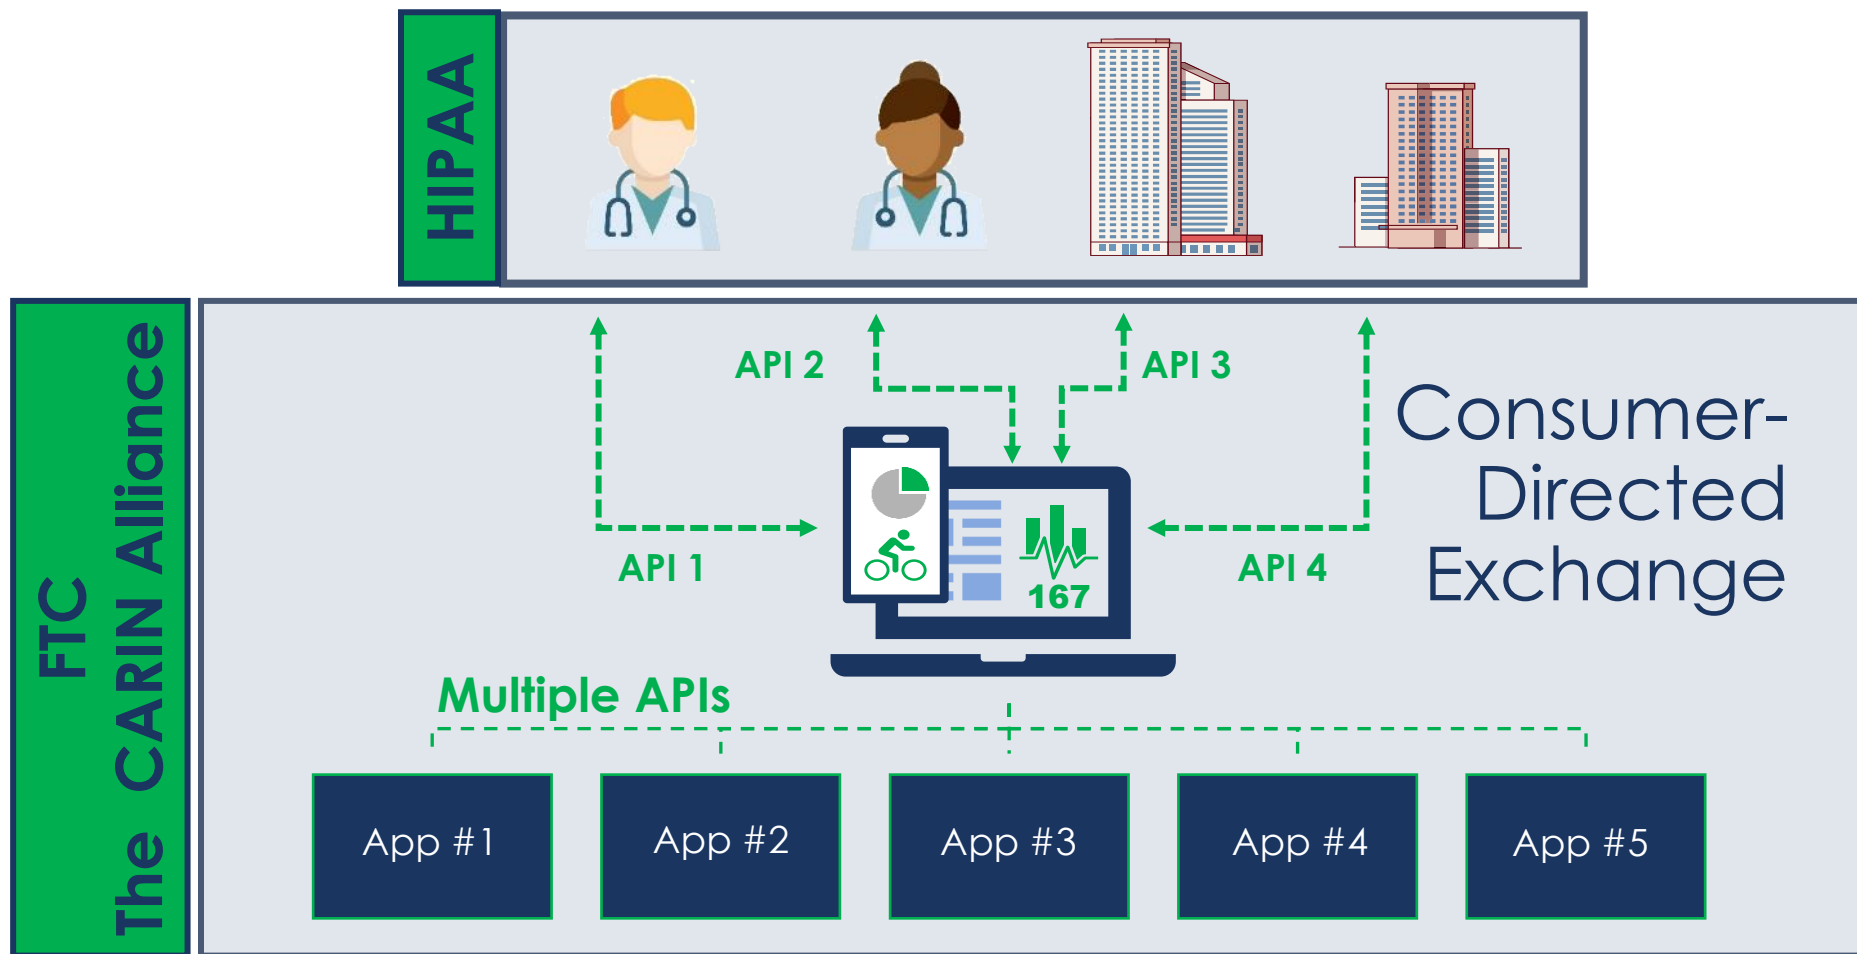 HIPAA
FTC
The CARIN Alliance
API 2
API 3
Consumer-
Directed
Exchange
API 1
API 4
167
Multiple APIs
App #1
App #2
App #3
App #4
App #5